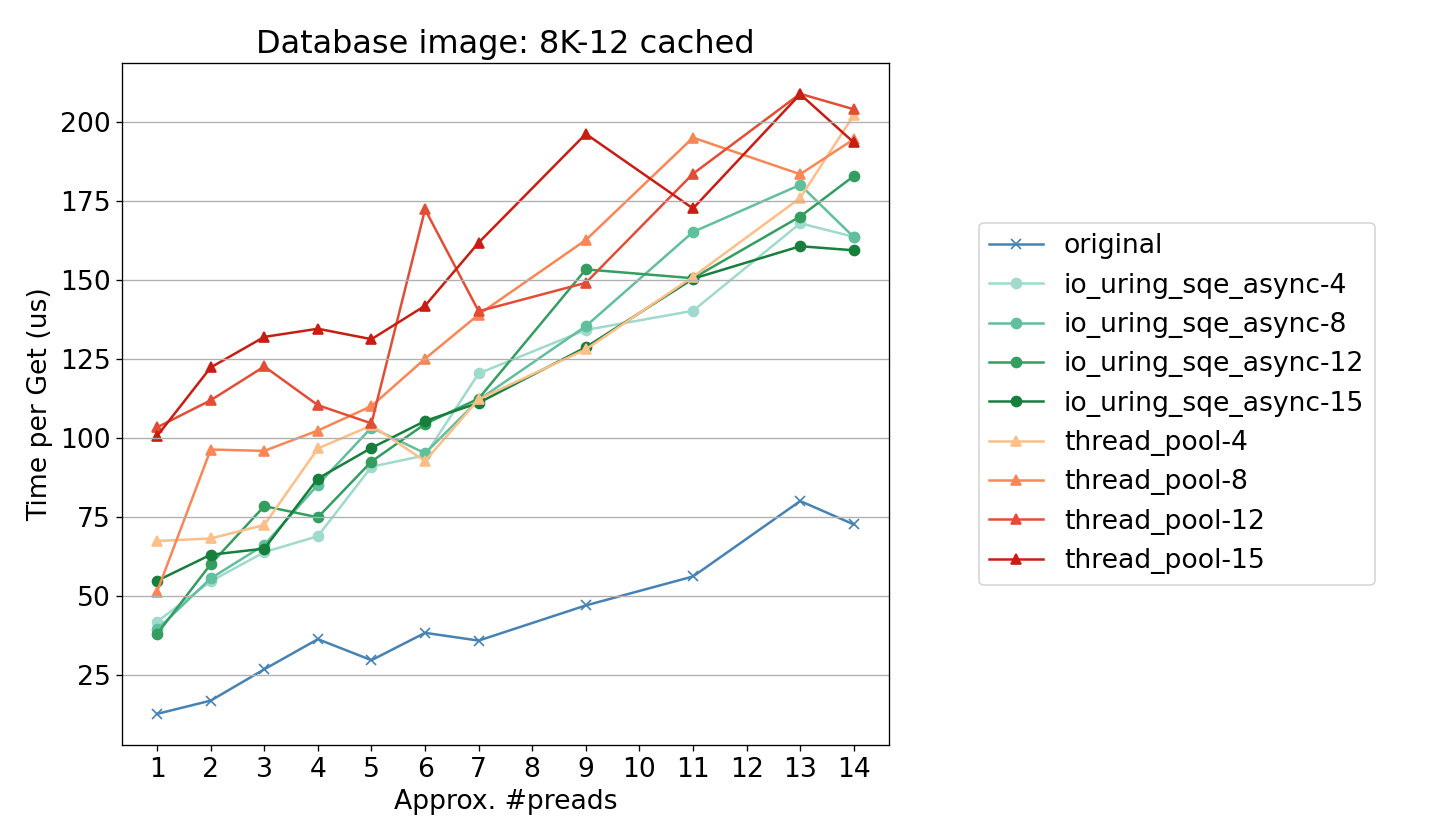 Database image: 8K-12 cached
Time per Get (us)
200
175
150
125
100
75
50
25
1 2 3 4 5 6 7 8 9 10 11 12 13 14
Approx. #preads
original
io_uring_sqe_async-4
io_uring_sqe_async-8
io_uring_sqe_async-12
io_uring_sqe_async-15
thread_pool-4
thread_pool-8
thread_pool-12
thread_pool-15